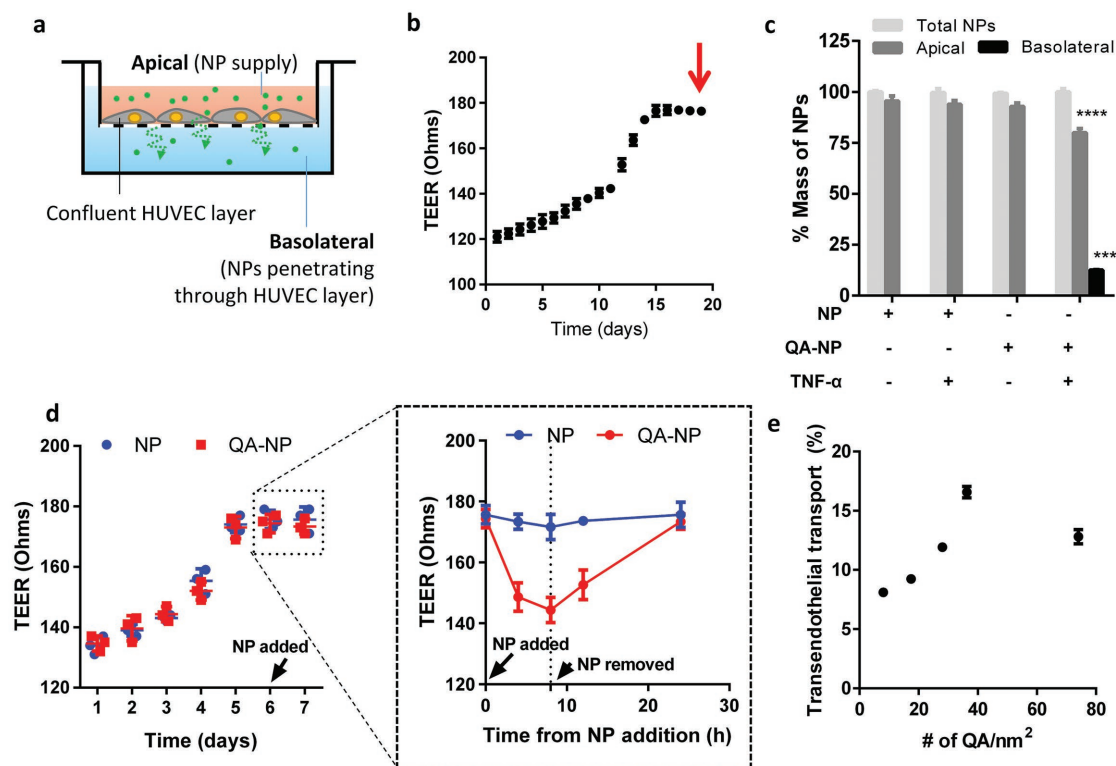 a
Apical (NP supply)
Confluent HUVEC layer
Basolateral
(NPs penetrating
through HUVEC layer)
b
TEER (Ohms)
200
180
160
140
120
100
0 5 10 15 20
Time (days)
c
Total NPs
Apical
Basolateral
% Mass of NPs
125
100
75
50
25
0
****
***
NP + + - -
QA-NP - - + +
TNF-α - + - +
d
NP QA-NP
TEER (Ohms)
200
180
160
140
120
NP added
1 2 3 4 5 6 7
Time (days)
NP QA-NP
TEER (Ohms)
200
180
160
140
120
NP added
NP removed
0 10 20 30
Time from NP addition (h)
e
Transendothelial transport (%)
20
15
10
5
0
0 20 40 60 80
# of QA/nm²